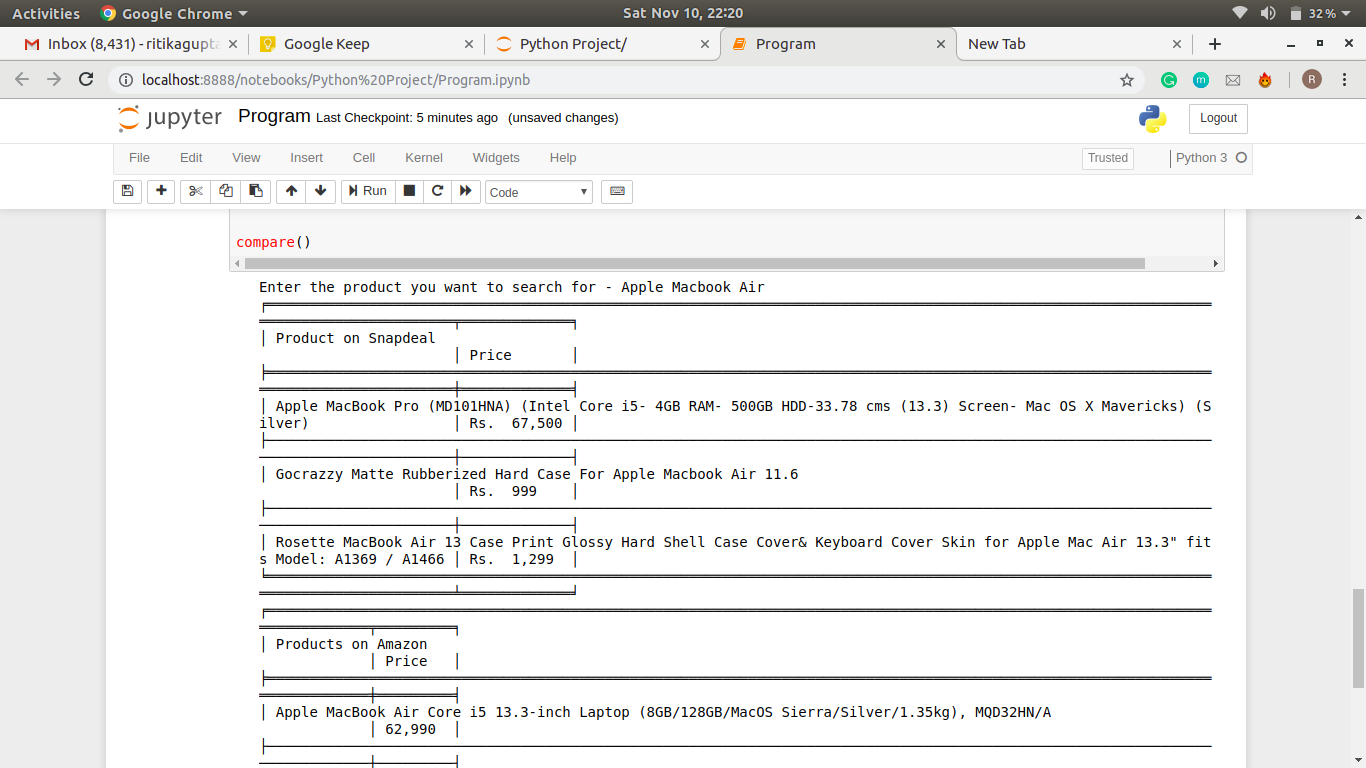 Activities Google Chrome Sat Nov 10, 22:20 32%
Inbox (8,431) - ritikagupta Google Keep Python Project/ Program New Tab
localhost:8888/notebooks/Python%20Project/Program.ipynb R
jupyter Program Last Checkpoint: 5 minutes ago (unsaved changes) Logout
File Edit View Insert Cell Kernel Widgets Help Trusted Python 3
Run Code
compare()
Enter the product you want to search for - Apple Macbook Air
Product on Snapdeal
Price
Apple MacBook Pro (MD101HNA) (Intel Core i5- 4GB RAM- 500GB HDD-33.78 cms (13.3) Screen- Mac OS X Mavericks) (S
ilver) Rs. 67,500
Gocrazzy Matte Rubberized Hard Case For Apple Macbook Air 11.6
Rs. 999
Rosette MacBook Air 13 Case Print Glossy Hard Shell Case Cover& Keyboard Cover Skin for Apple Mac Air 13.3" fit
s Model: A1369 / A1466 Rs. 1,299
Products on Amazon
Price
Apple MacBook Air Core i5 13.3-inch Laptop (8GB/128GB/MacOS Sierra/Silver/1.35kg), MQD32HN/A
62,990